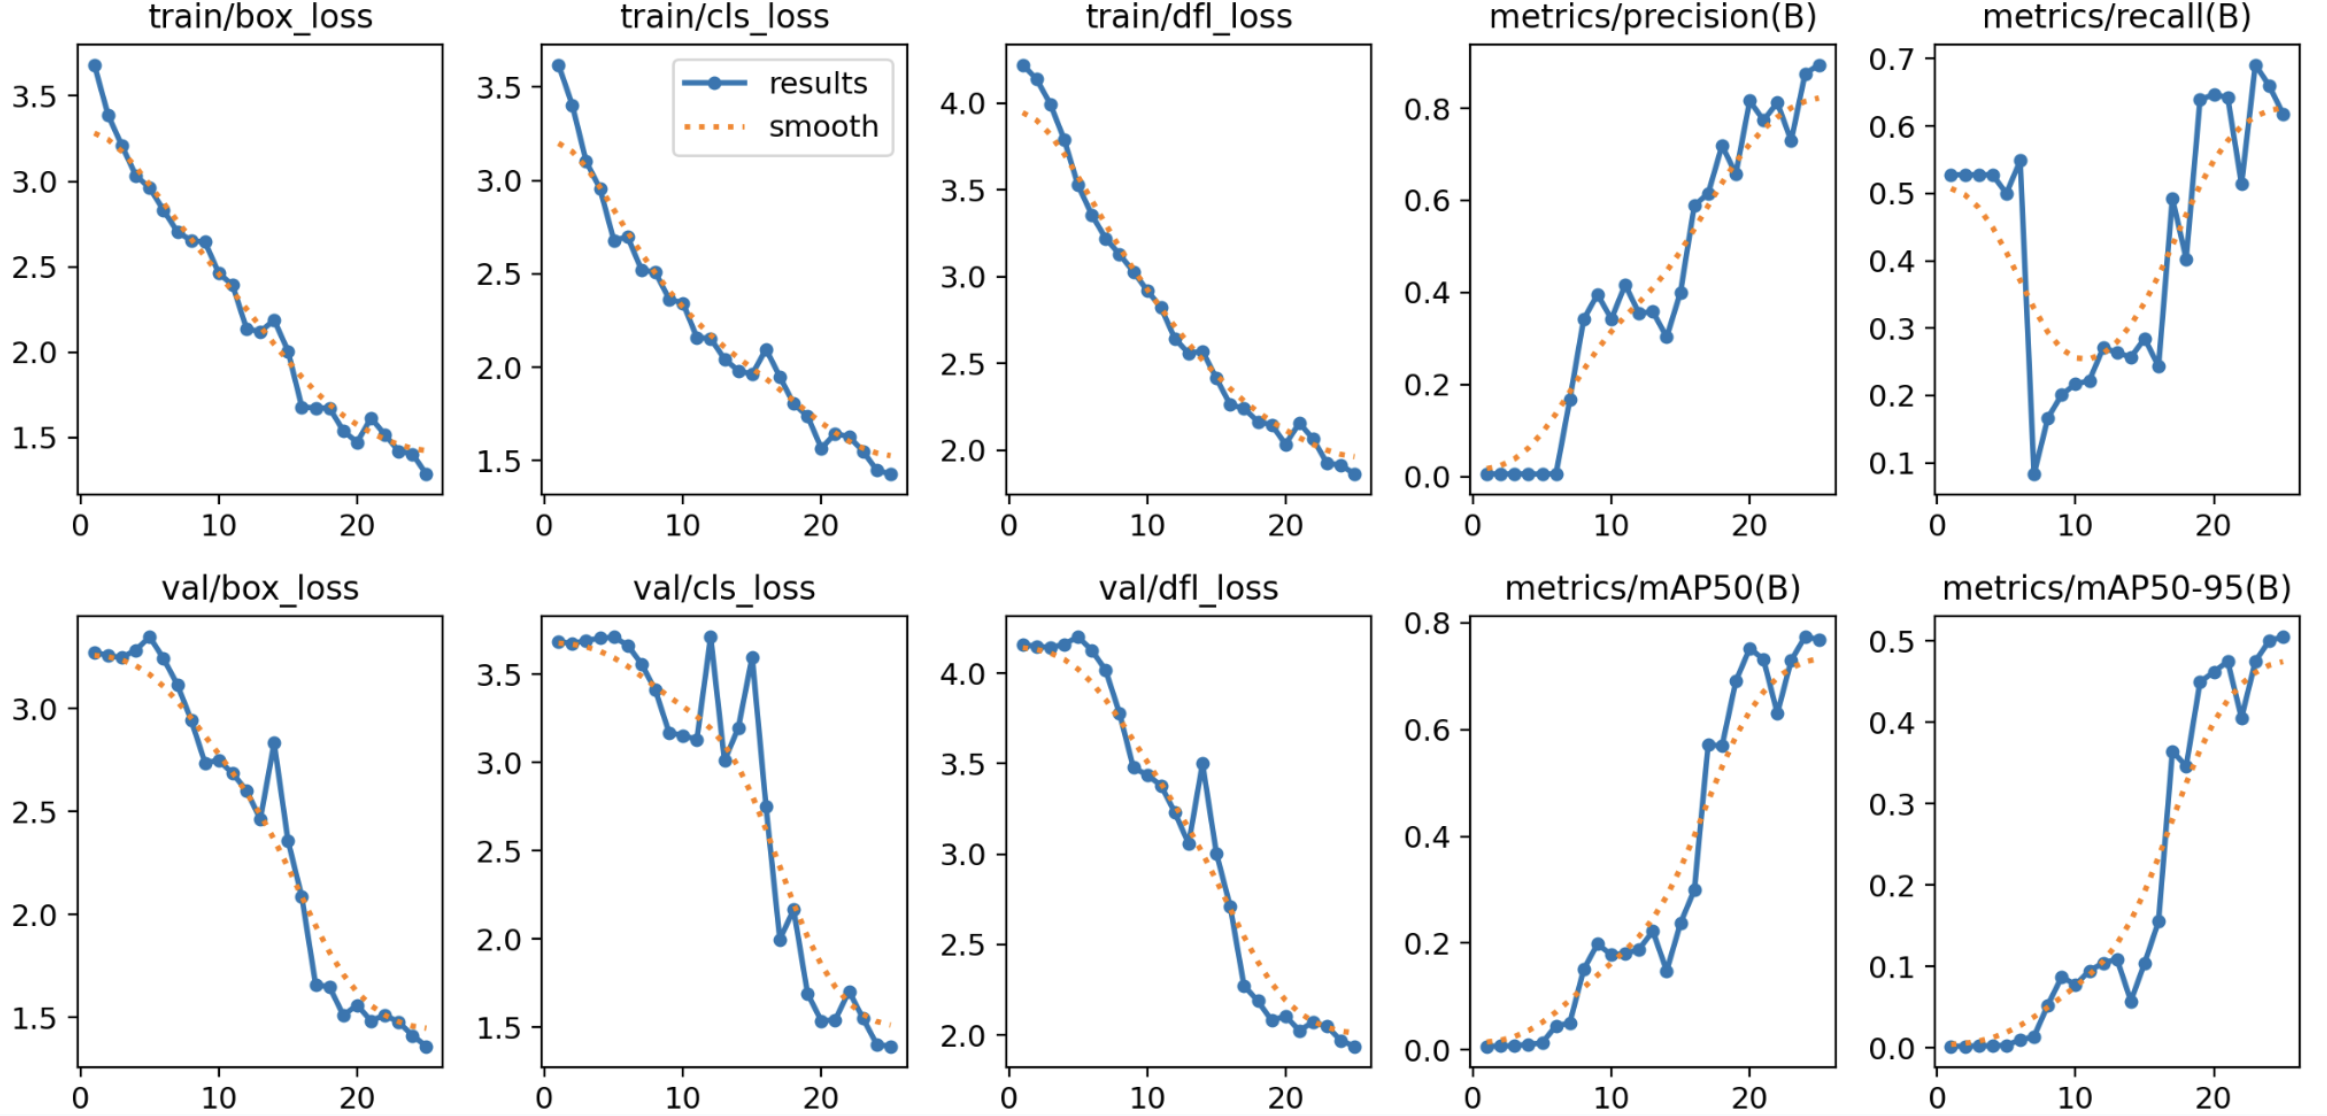 train/box_loss
train/cls_loss
train/dfl_loss
metrics/precision(B)
metrics/recall(B)
3.5
3.0
2.5
2.0
1.5
0 10 20
results
smooth
3.5
3.0
2.5
2.0
1.5
0 10 20
4.0
3.5
3.0
2.5
2.0
0 10 20
0.8
0.6
0.4
0.2
0.0
0 10 20
0.7
0.6
0.5
0.4
0.3
0.2
0.1
0 10 20
val/box_loss
val/cls_loss
val/dfl_loss
metrics/mAP50(B)
metrics/mAP50-95(B)
3.0
2.5
2.0
1.5
0 10 20
3.5
3.0
2.5
2.0
1.5
0 10 20
4.0
3.5
3.0
2.5
2.0
0 10 20
0.8
0.6
0.4
0.2
0.0
0 10 20
0.5
0.4
0.3
0.2
0.1
0.0
0 10 20